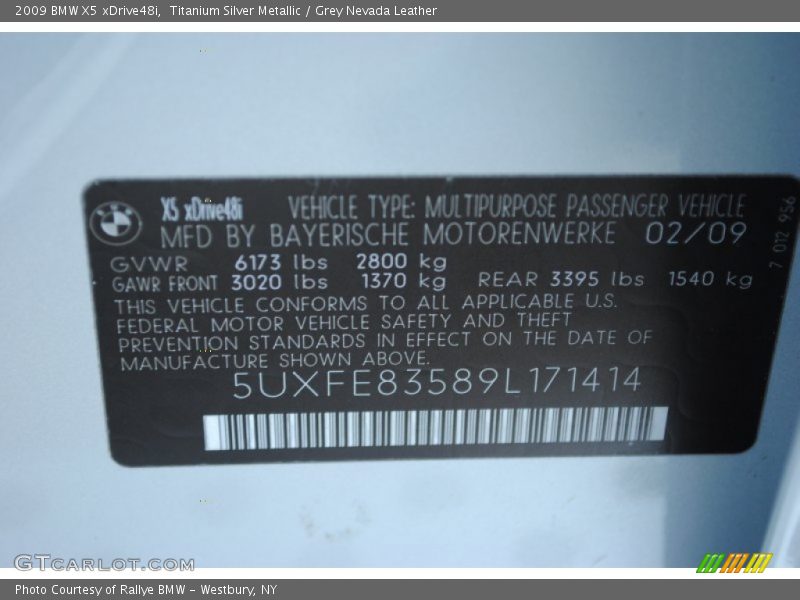 2009 BMW X5 xDrive48i, Titanium Silver Metallic / Grey Nevada Leather
X5 xDrive48i VEHICLE TYPE: MULTIPURPOSE PASSENGER VEHICLE
MFD BY BAYERISCHE MOTORENWERKE 02/09
GVWR 6173 lbs 2800 kg
GAWR FRONT 3020 lbs 1370 kg REAR 3395 lbs 1540 kg
THIS VEHICLE CONFORMS TO ALL APPLICABLE U.S.
FEDERAL MOTOR VEHICLE SAFETY AND THEFT
PREVENTION STANDARDS IN EFFECT ON THE DATE OF
MANUFACTURE SHOWN ABOVE.
5UXFE83589L171414
7 012 956
GTCARLOT.COM
Photo Courtesy of Rallye BMW - Westbury, NY